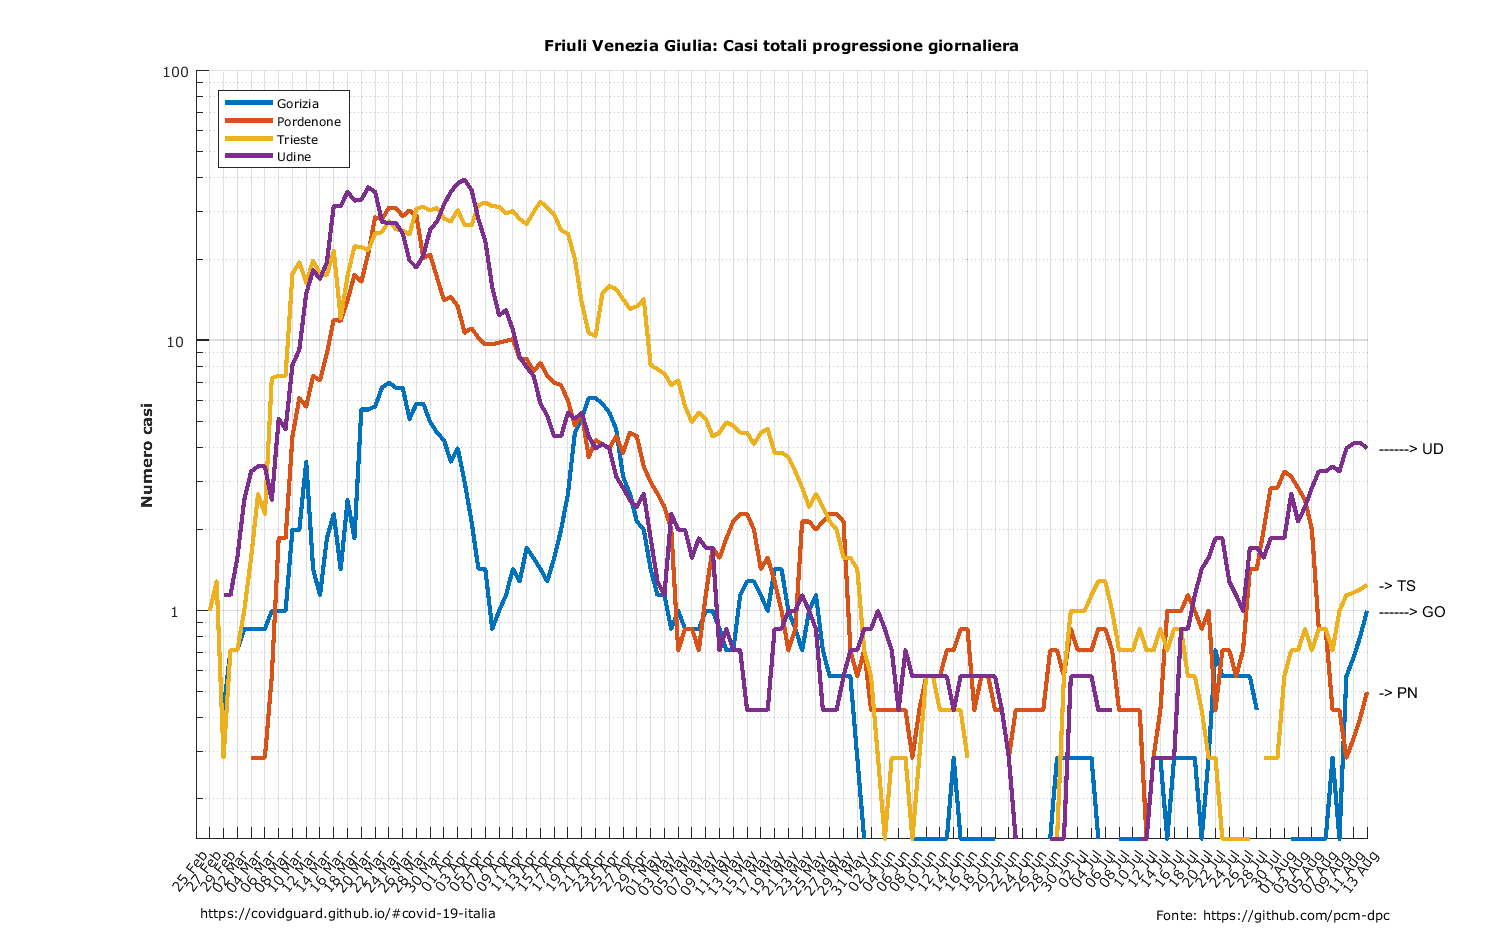 Friuli Venezia Giulia: Casi totali progressione giornaliera
100
10
1
Numero casi
Gorizia
Pordenone
Trieste
Udine
------> UD
-> TS
------> GO
-> PN
25 Feb
27 Feb
29 Feb
02 Mar
04 Mar
06 Mar
08 Mar
10 Mar
12 Mar
14 Mar
16 Mar
18 Mar
20 Mar
22 Mar
24 Mar
26 Mar
28 Mar
30 Mar
01 Apr
03 Apr
05 Apr
07 Apr
09 Apr
11 Apr
13 Apr
15 Apr
17 Apr
19 Apr
21 Apr
23 Apr
25 Apr
27 Apr
29 Apr
01 May
03 May
05 May
07 May
09 May
11 May
13 May
15 May
17 May
19 May
21 May
23 May
25 May
27 May
29 May
31 May
02 Jun
04 Jun
06 Jun
08 Jun
10 Jun
12 Jun
14 Jun
16 Jun
18 Jun
20 Jun
22 Jun
24 Jun
26 Jun
28 Jun
30 Jun
02 Jul
04 Jul
06 Jul
08 Jul
10 Jul
12 Jul
14 Jul
16 Jul
18 Jul
20 Jul
22 Jul
24 Jul
26 Jul
28 Jul
30 Jul
01 Aug
03 Aug
05 Aug
07 Aug
09 Aug
11 Aug
13 Aug
https://covidguard.github.io/#covid-19-italia
Fonte: https://github.com/pcm-dpc